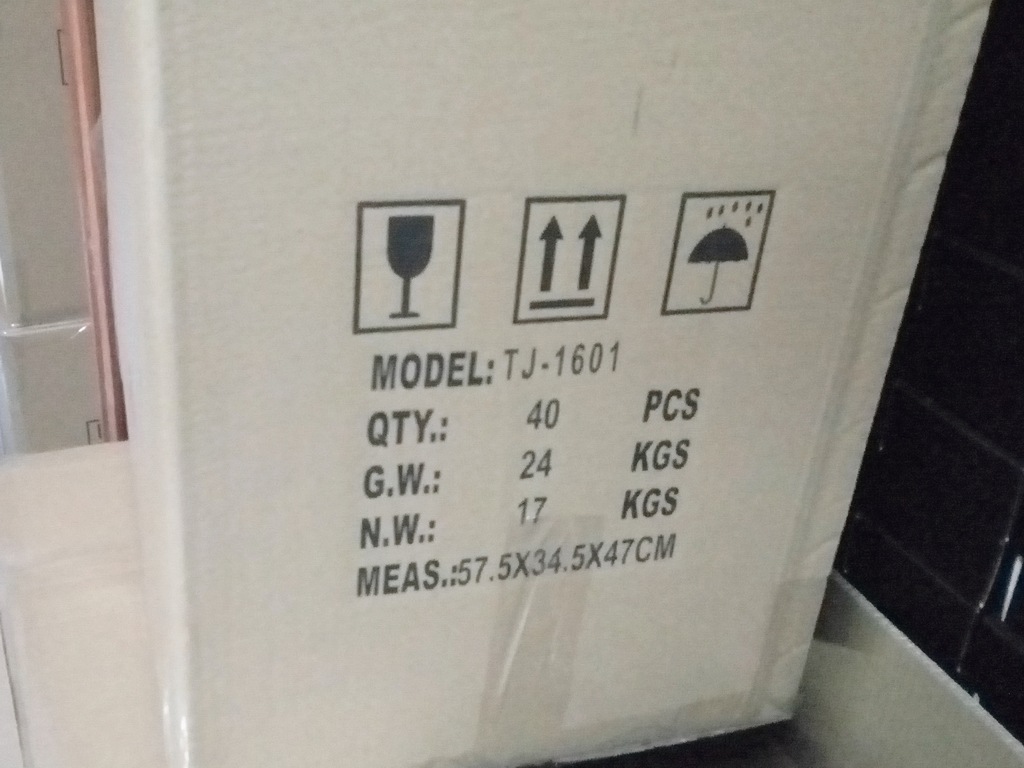 MODEL: TJ-1601
QTY.: 40 PCS
G.W.: 24 KGS
N.W.: 17 KGS
MEAS.:57.5X34.5X47CM